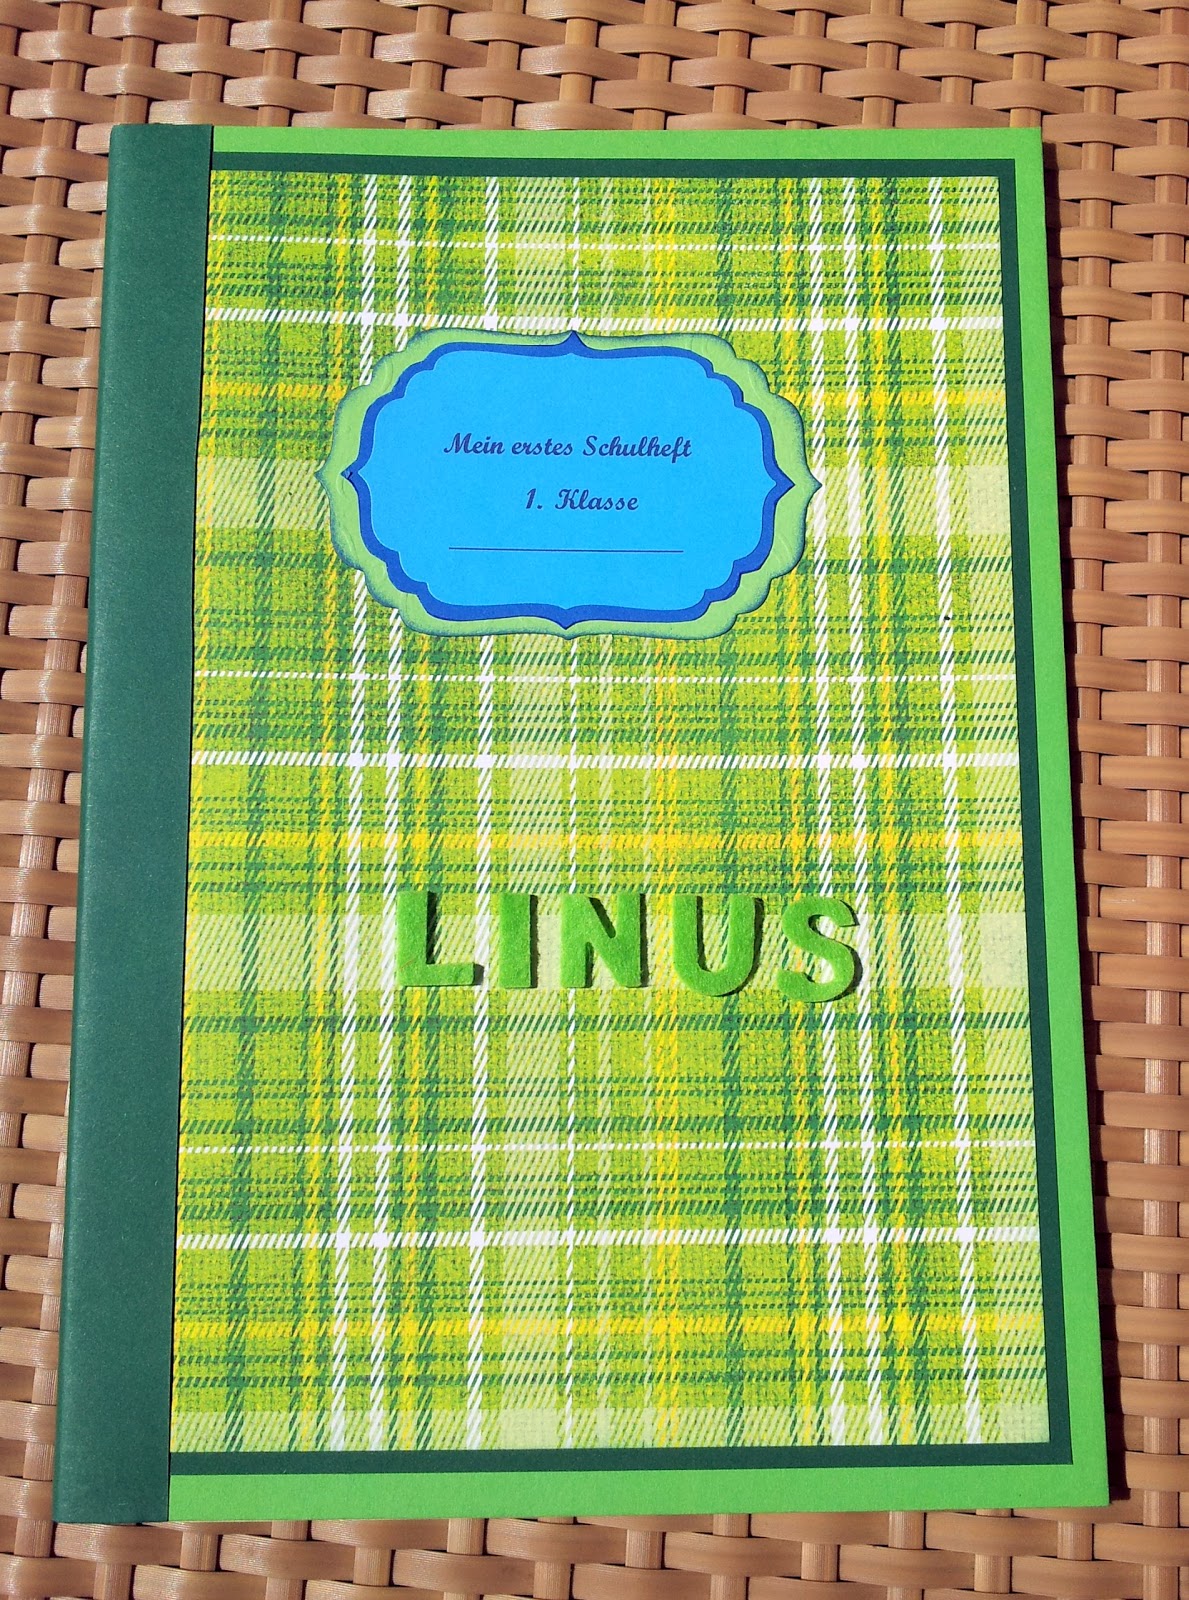 Mein erstes Schulheft
1. Klasse
LINUS